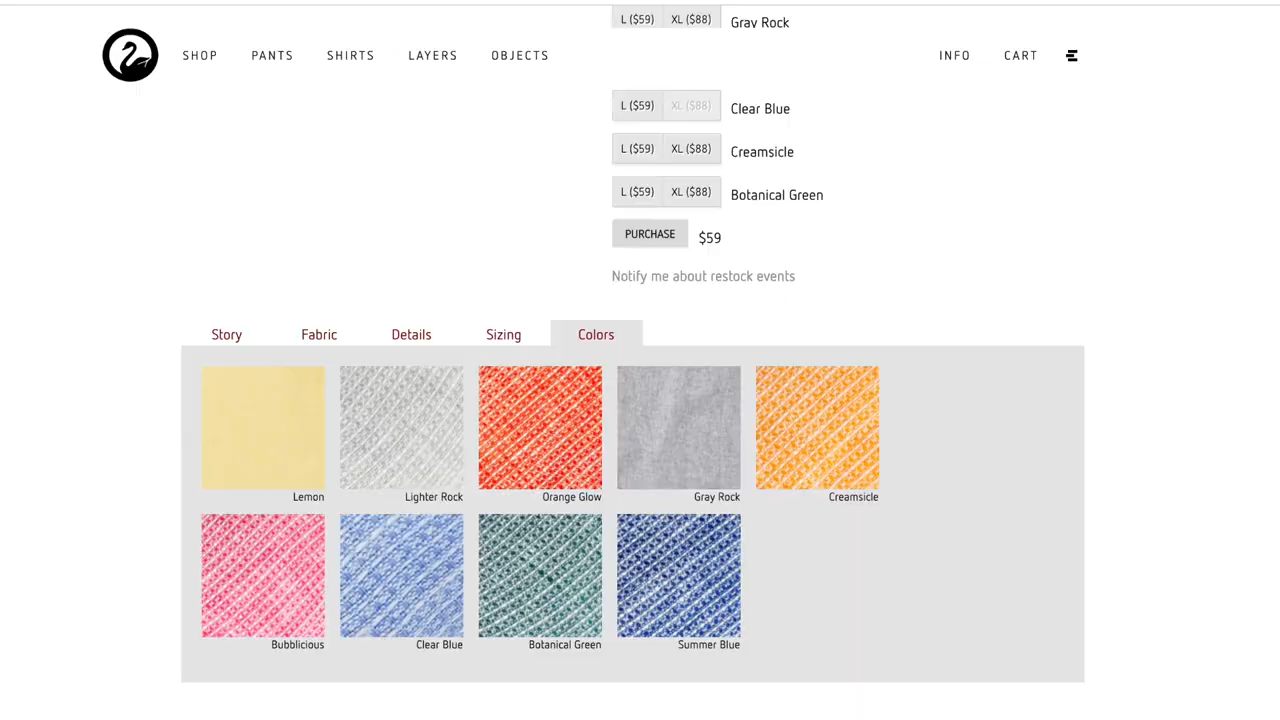 L ($59) XL ($88) Gray Rock
SHOP PANTS SHIRTS LAYERS OBJECTS INFO CART
L ($59) XL ($88) Clear Blue
L ($59) XL ($88) Creamsicle
L ($59) XL ($88) Botanical Green
PURCHASE $59
Notify me about restock events
Story Fabric Details Sizing Colors
Lemon Lighter Rock Orange Glow Gray Rock Creamsicle
Bubblicious Clear Blue Botanical Green Summer Blue